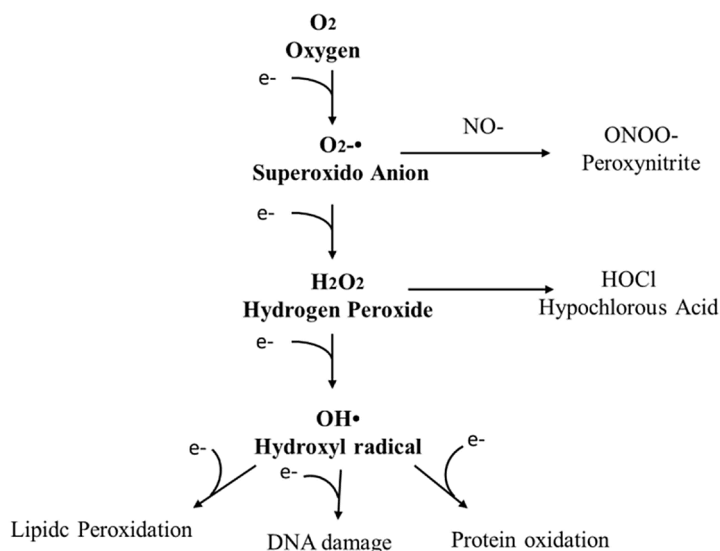 O2
Oxygen
e-
O2-•
Superoxido Anion
NO-
ONOO-
Peroxynitrite
e-
H2O2
Hydrogen Peroxide
HOCl
Hypochlorous Acid
e-
OH•
Hydroxyl radical
e-
e-
e-
Lipidc Peroxidation
DNA damage
Protein oxidation